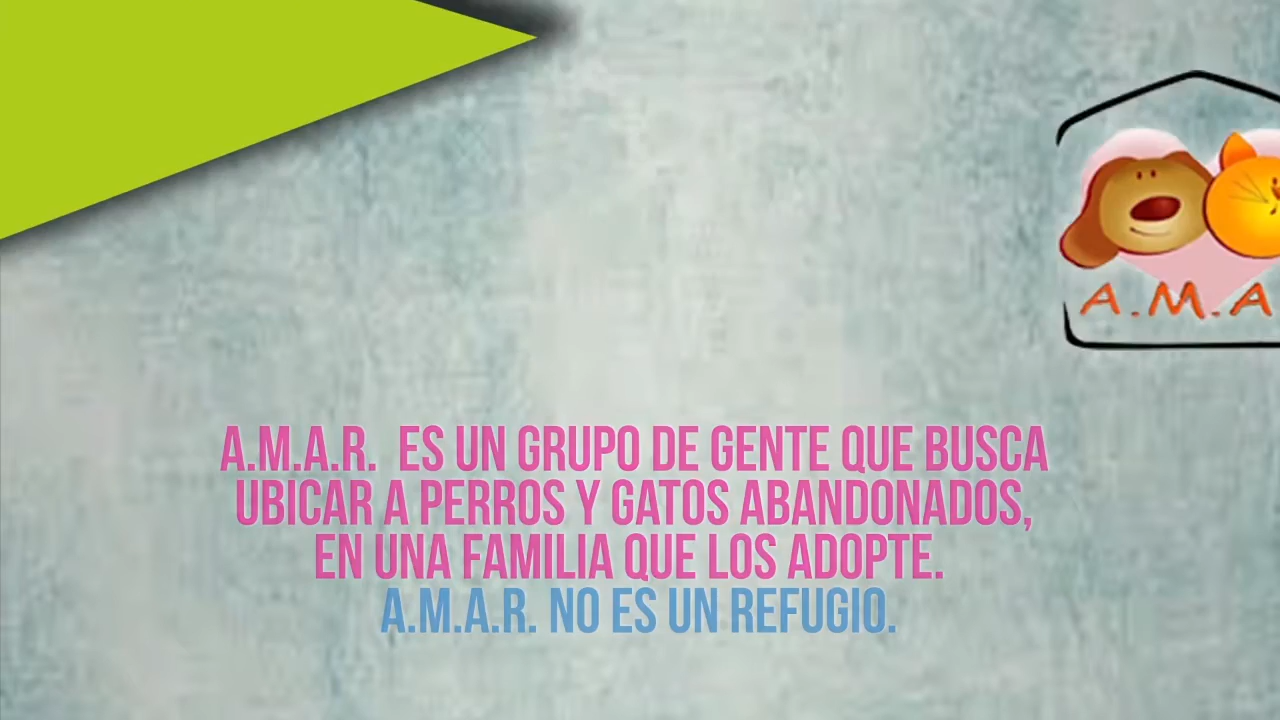 A.M.A
A.M.A.R. ES UN GRUPO DE GENTE QUE BUSCA
UBICAR A PERROS Y GATOS ABANDONADOS,
EN UNA FAMILIA QUE LOS ADOPTE.
A.M.A.R. NO ES UN REFUGIO.